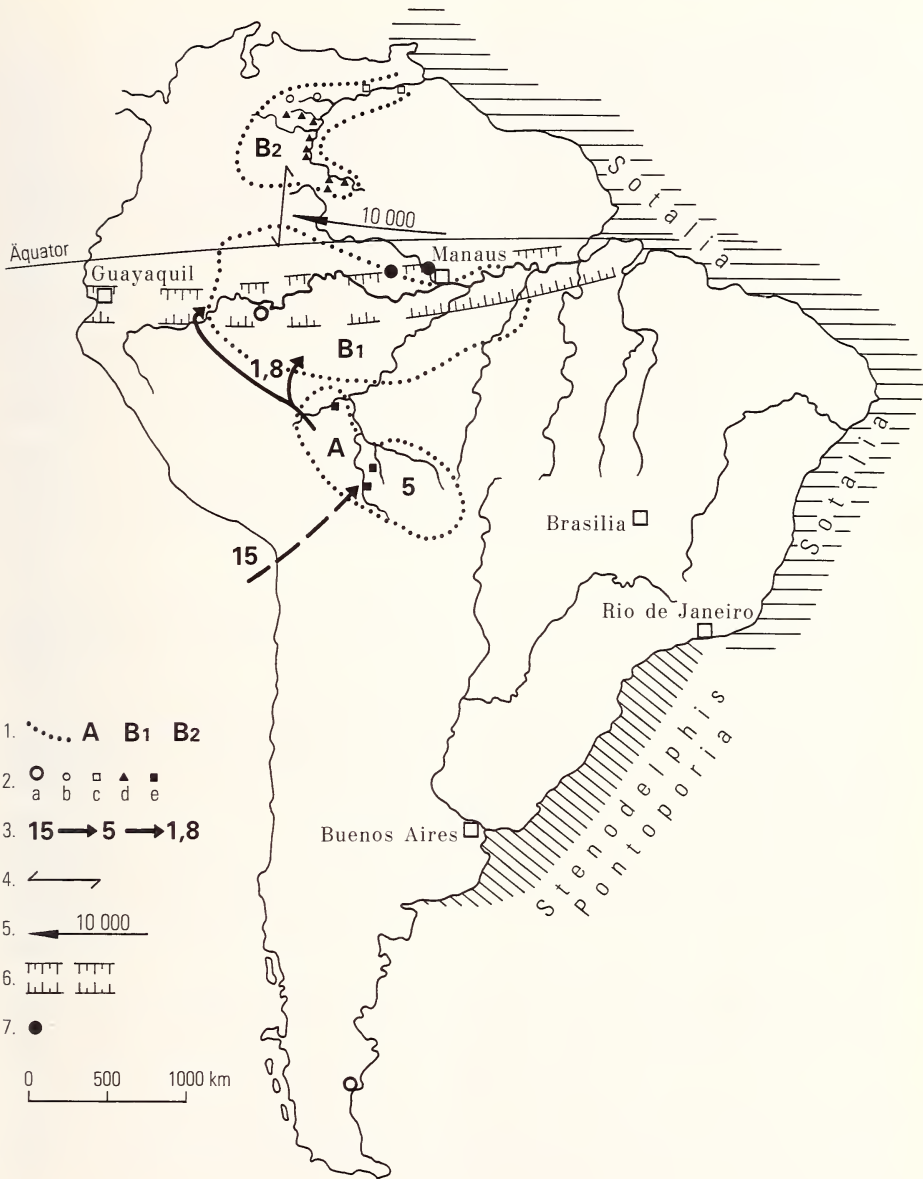 B2
10 000
Äquator
Manaus
Guayaquil
B1
1,8
A
5
15
Brasilia
Rio de Janeiro
Buenos Aires
Sotalia
Sotalia
Stenodelphis
Pontoporia
1. A B1 B2
2. a b c d e
3. 15 5 1,8
4.
5. 10 000
6.
7.
0 500 1000 km